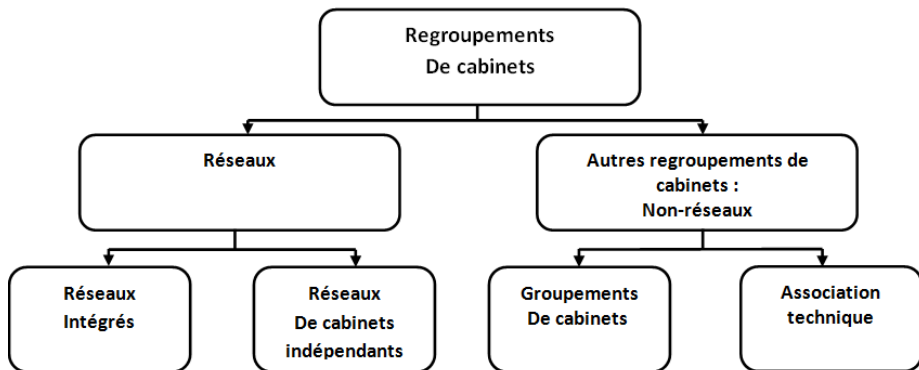 Regroupements
De cabinets
Réseaux
Autres regroupements de
cabinets :
Non-réseaux
Réseaux
Intégrés
Réseaux
De cabinets
indépendants
Groupements
De cabinets
Association
technique